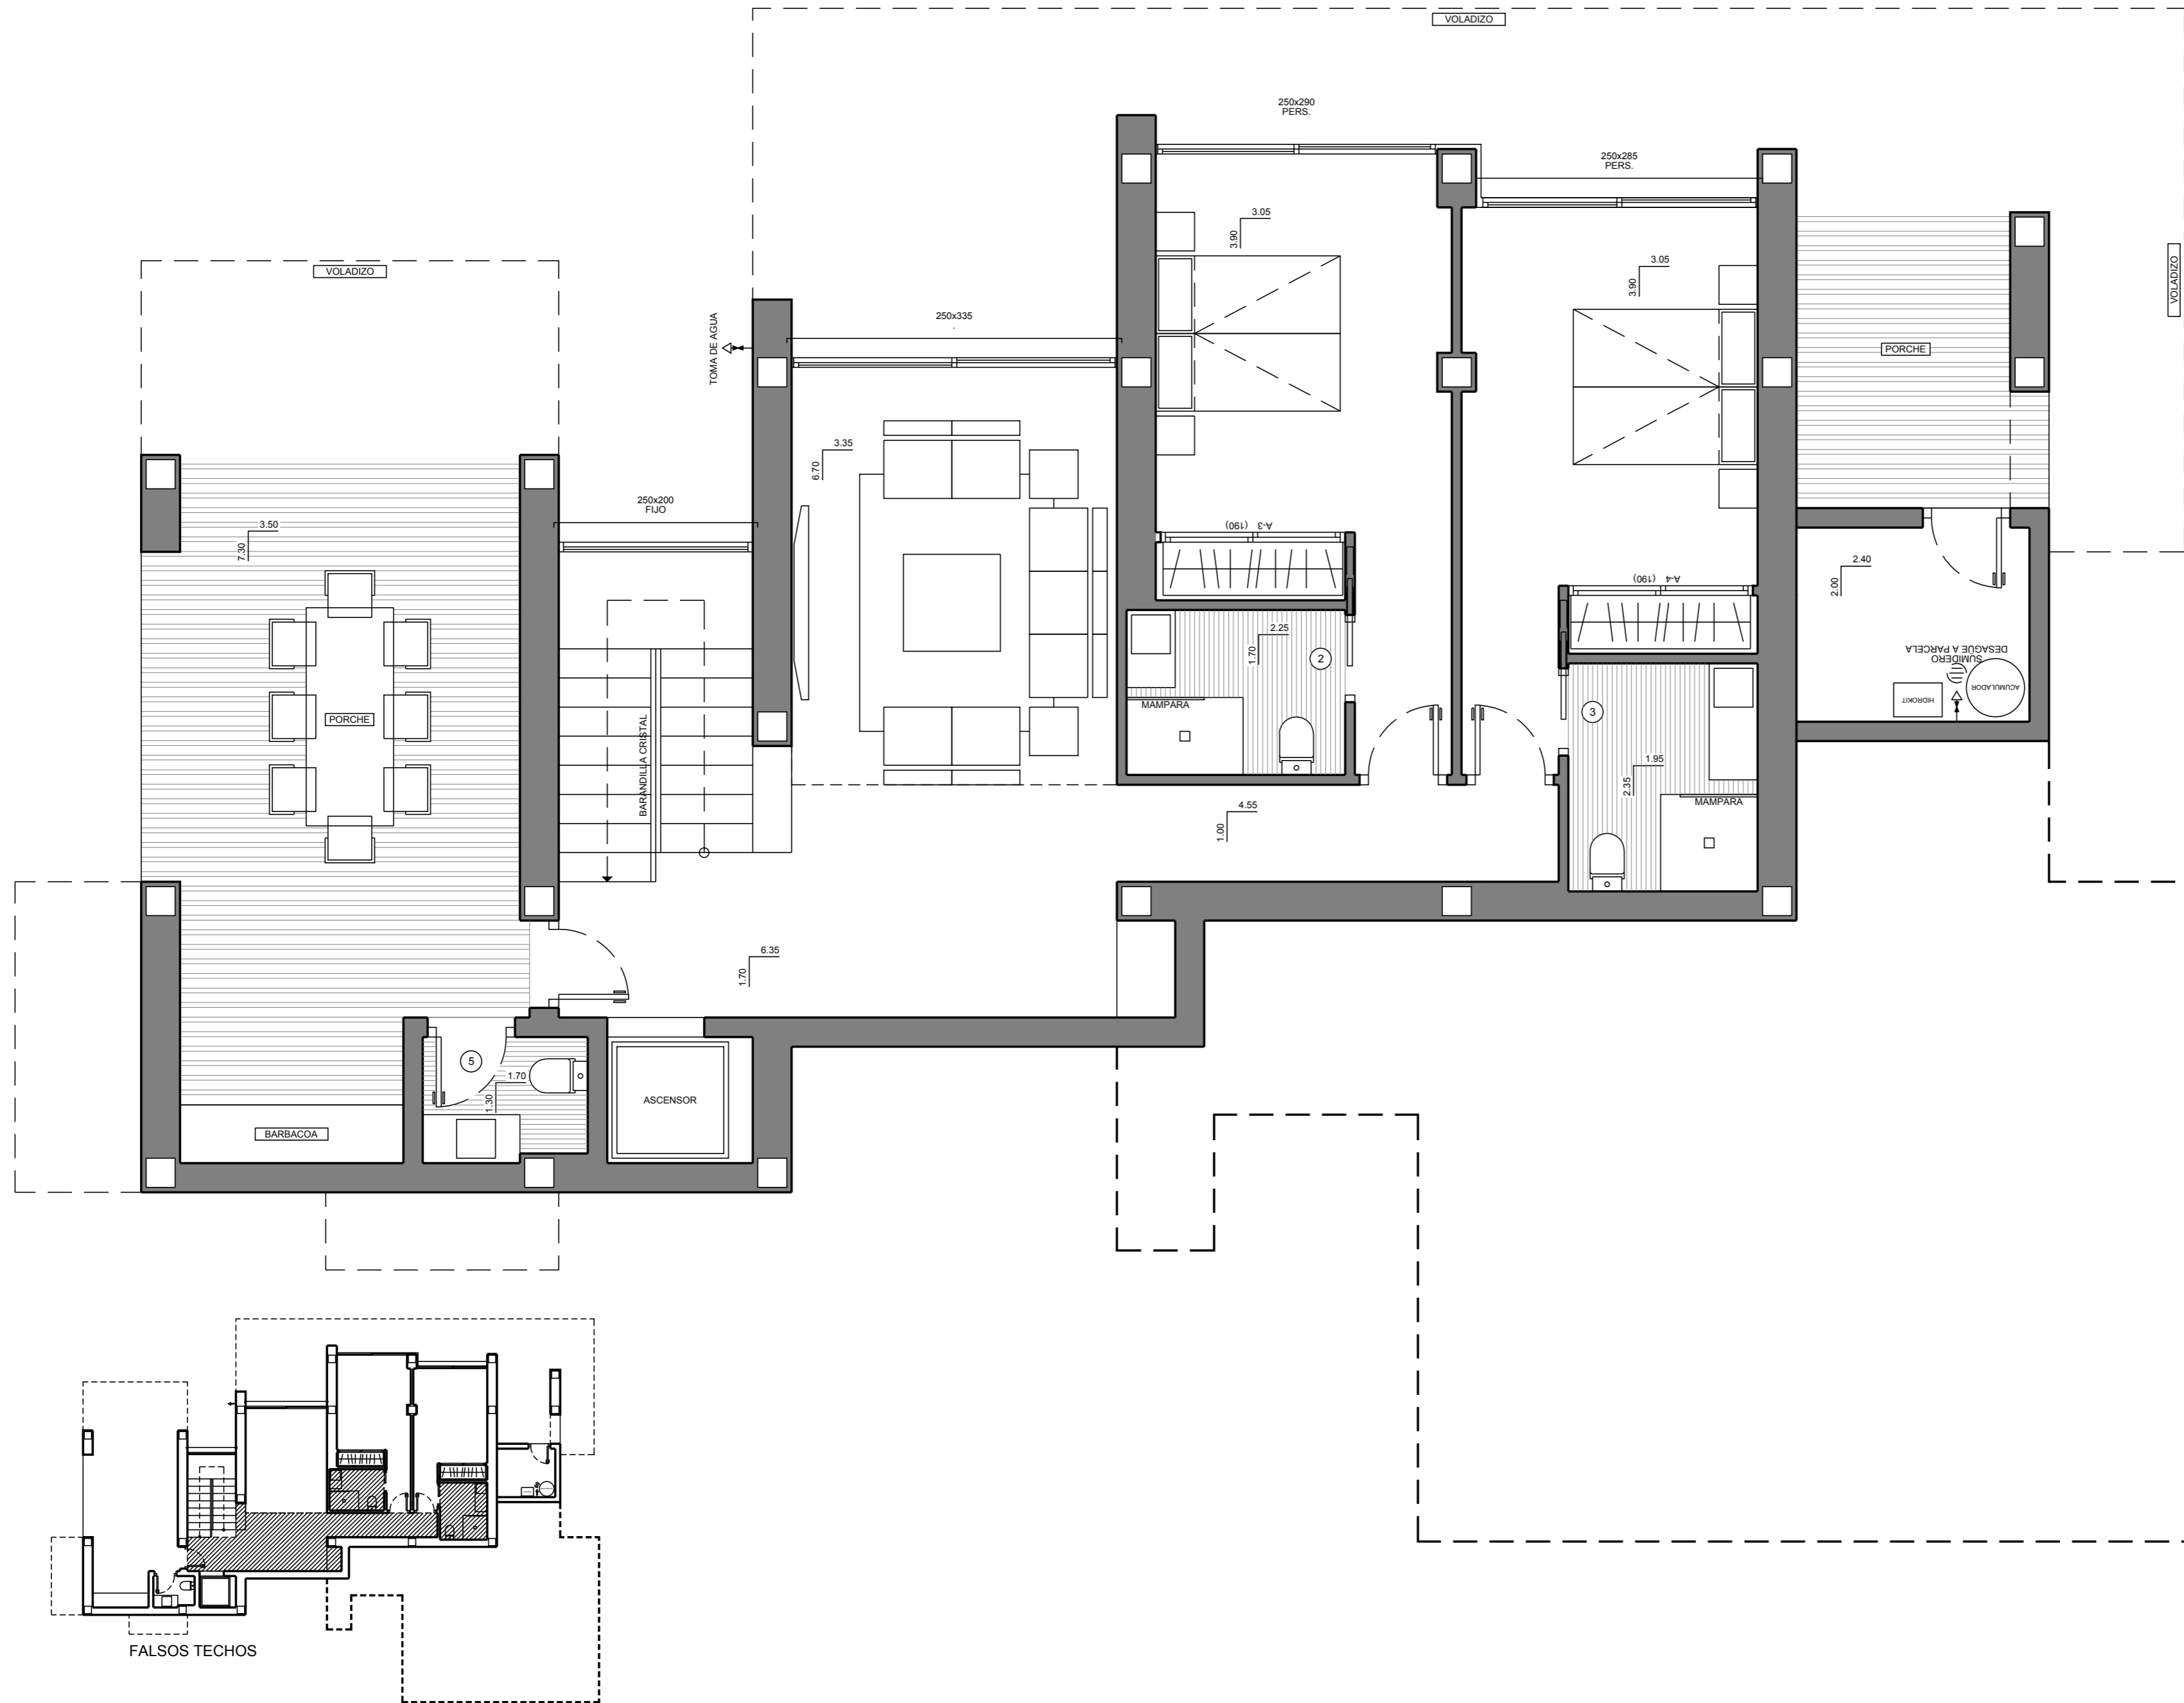 VOLADIZO
250x290
PERS.
250x285
PERS.
3.05
3.90
3.05
3.90
VOLADIZO
VOLADIZO
TOMA DE AGUA
250x335
.
PORCHE
3.35
6.70
250x200
FIJO
3.50
7.30
A-3 (190)
A-4 (190)
2.40
2.00
2.25
1.70
2
SUMIDERO
DESAGÜE A PARCELA
ACUMULADOR
HIDROKIT
MAMPARA
3
PORCHE
BARANDILLA CRISTAL
1.95
2.35
MAMPARA
4.55
1.00
6.35
1.70
5
1.70
1.30
ASCENSOR
BARBACOA
FALSOS TECHOS